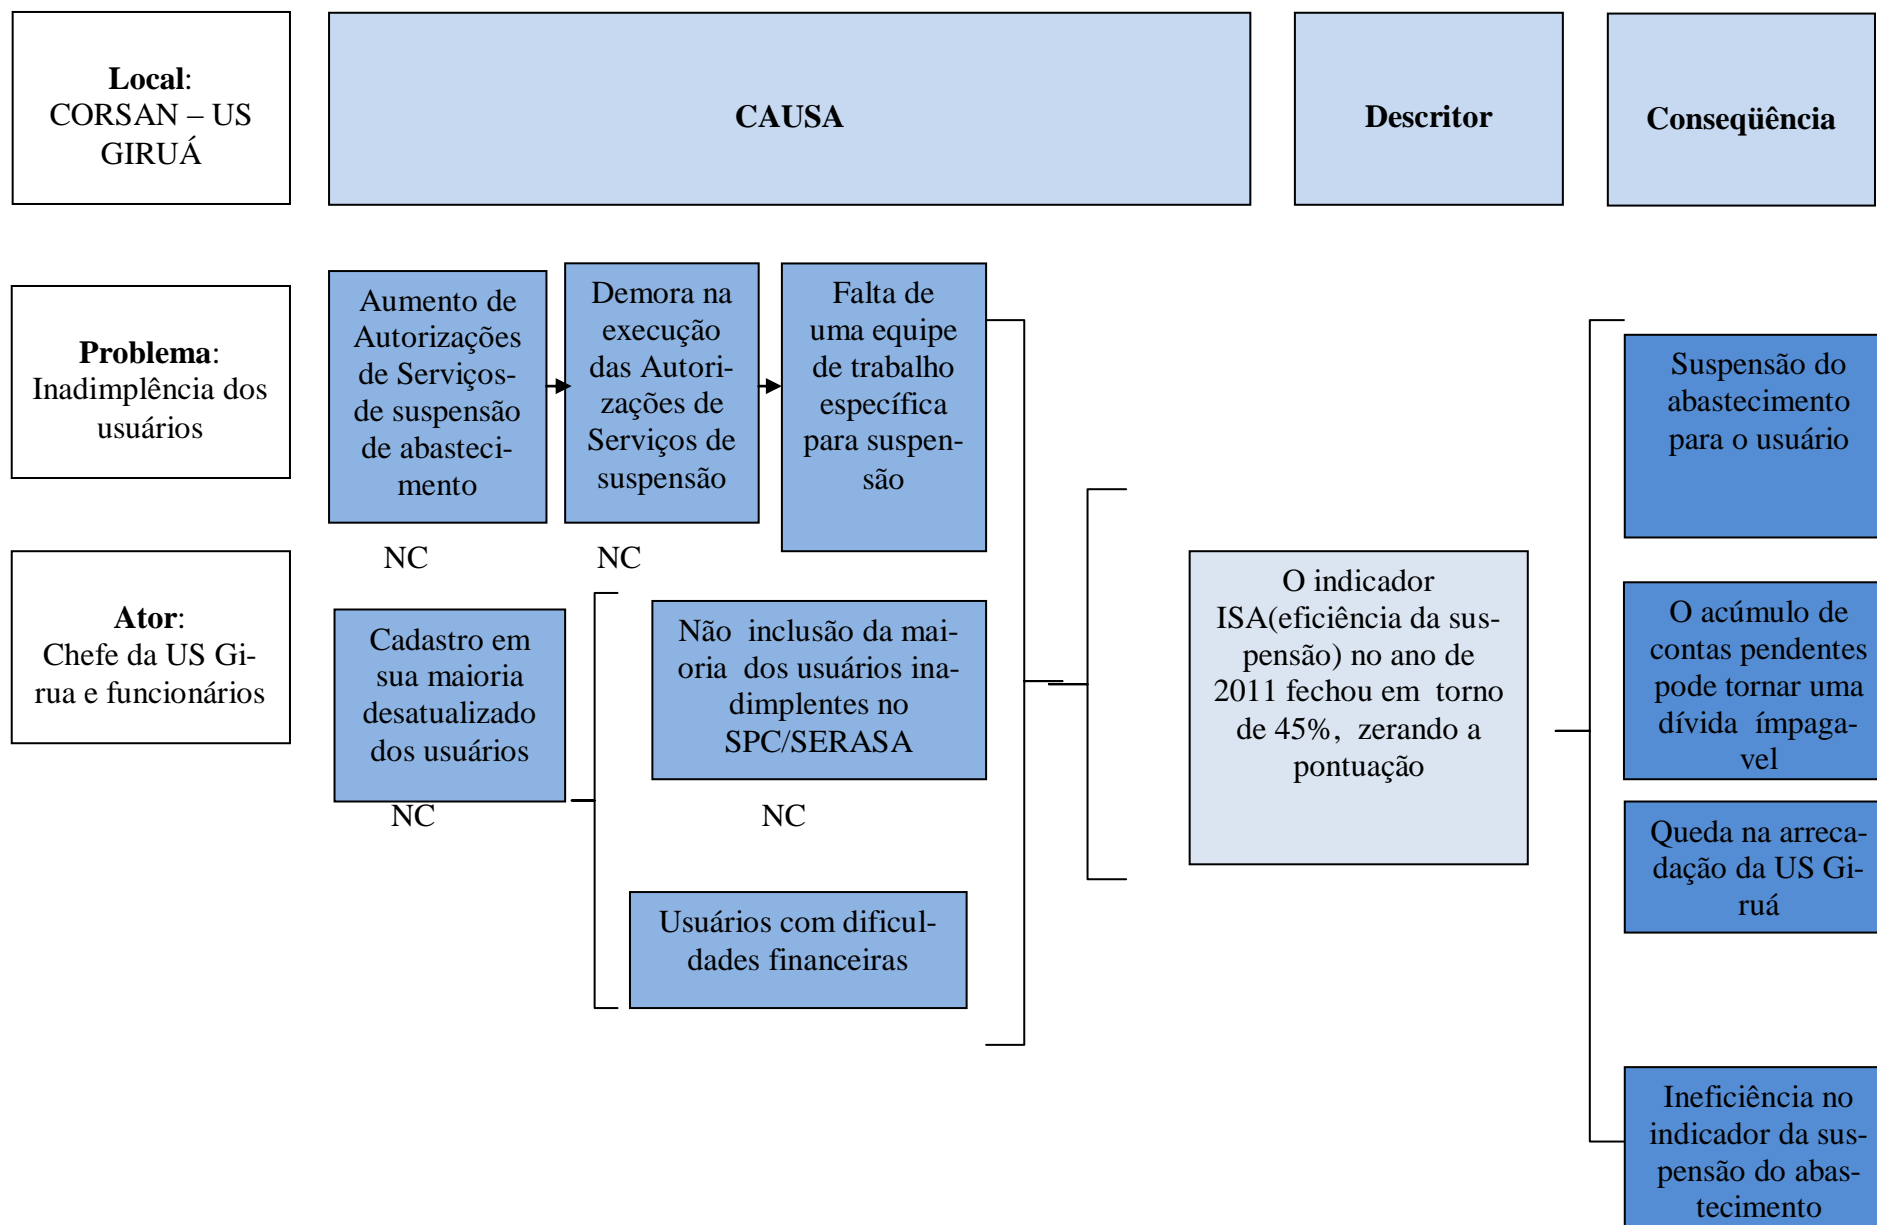 Local:
CORSAN – US
GIRUÁ
CAUSA
Descritor
Conseqüência
Problema:
Inadimplência dos
usuários
Aumento de
Autorizações
de Serviços-
de suspensão
de abasteci-
mento
Demora na
execução
das Autori-
zações de
Serviços de
suspensão
Falta de
uma equipe
de trabalho
específica
para suspen-
são
NC
NC
Ator:
Chefe da US Gi-
rua e funcionários
Cadastro em
sua maioria
desatualizado
dos usuários
NC
Não inclusão da mai-
oria dos usuários ina-
dimplentes no
SPC/SERASA
NC
Usuários com dificul-
dades financeiras
O indicador
ISA(eficiência da sus-
pensão) no ano de
2011 fechou em torno
de 45%, zerando a
pontuação
Suspensão do
abastecimento
para o usuário
O acúmulo de
contas pendentes
pode tornar uma
dívida ímpaga-
vel
Queda na arreca-
dação da US Gi-
ruá
Ineficiência no
indicador da sus-
pensão do abas-
tecimento